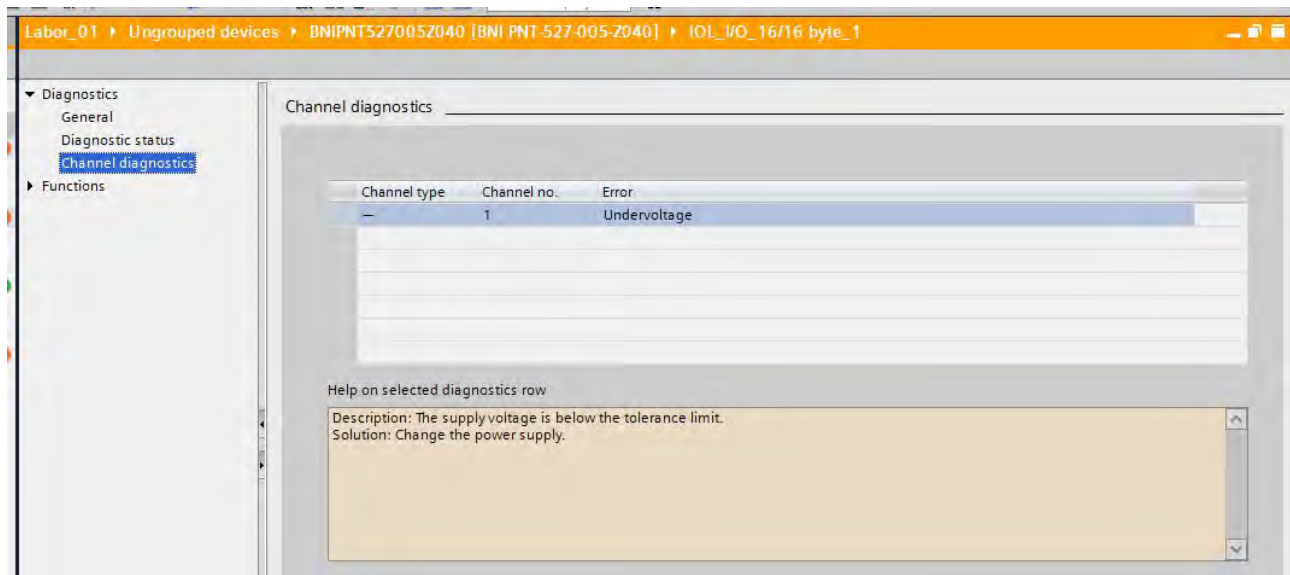 Labor_01 ▸ Ungrouped devices ▸ BNIPNT527005Z040 [BNI PNT-527-005-Z040] ▸ IOL_I/O_16/16 byte_1
Diagnostics
General
Diagnostic status
Channel diagnostics
Functions
Channel diagnostics
Channel type Channel no. Error
— 1 Undervoltage
Help on selected diagnostics row
Description: The supply voltage is below the tolerance limit.
Solution: Change the power supply.